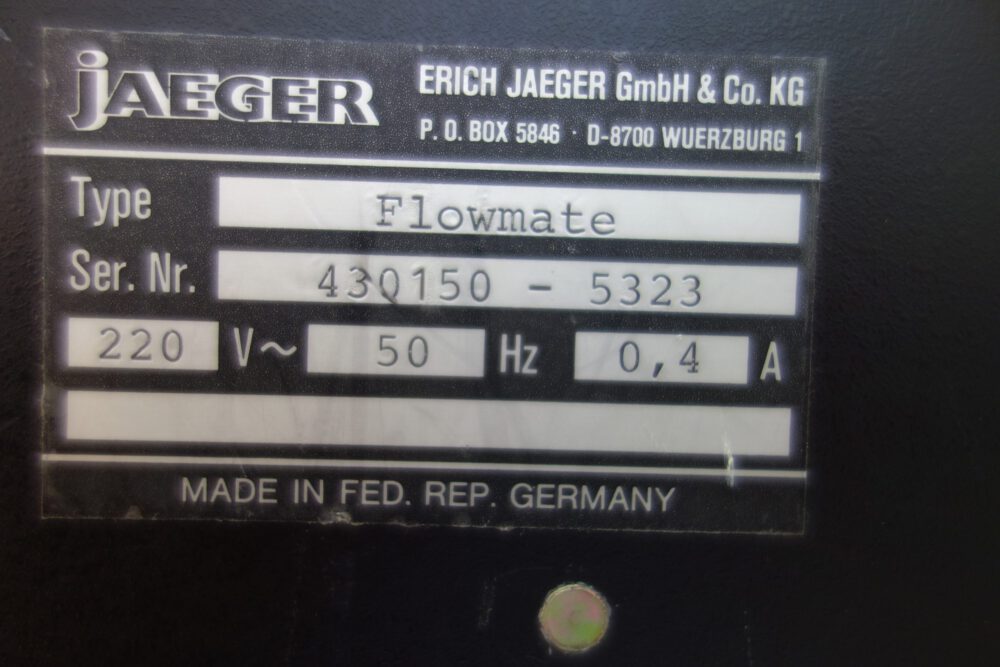 jAEGER
ERICH JAEGER GmbH & Co. KG
P. O. BOX 5846 · D-8700 WUERZBURG 1
Type Flowmate
Ser. Nr. 430150 - 5323
220 V~ 50 Hz 0,4 A
MADE IN FED. REP. GERMANY